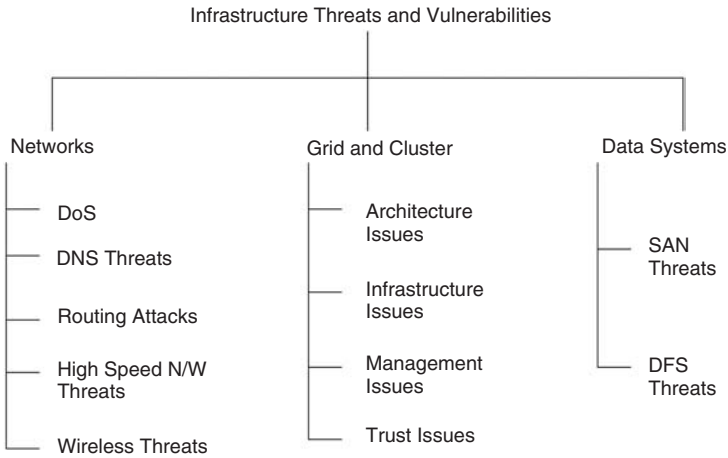 Infrastructure Threats and Vulnerabilities
Networks
DoS
DNS Threats
Routing Attacks
High Speed N/W
Threats
Wireless Threats
Grid and Cluster
Architecture
Issues
Infrastructure
Issues
Management
Issues
Trust Issues
Data Systems
SAN
Threats
DFS
Threats